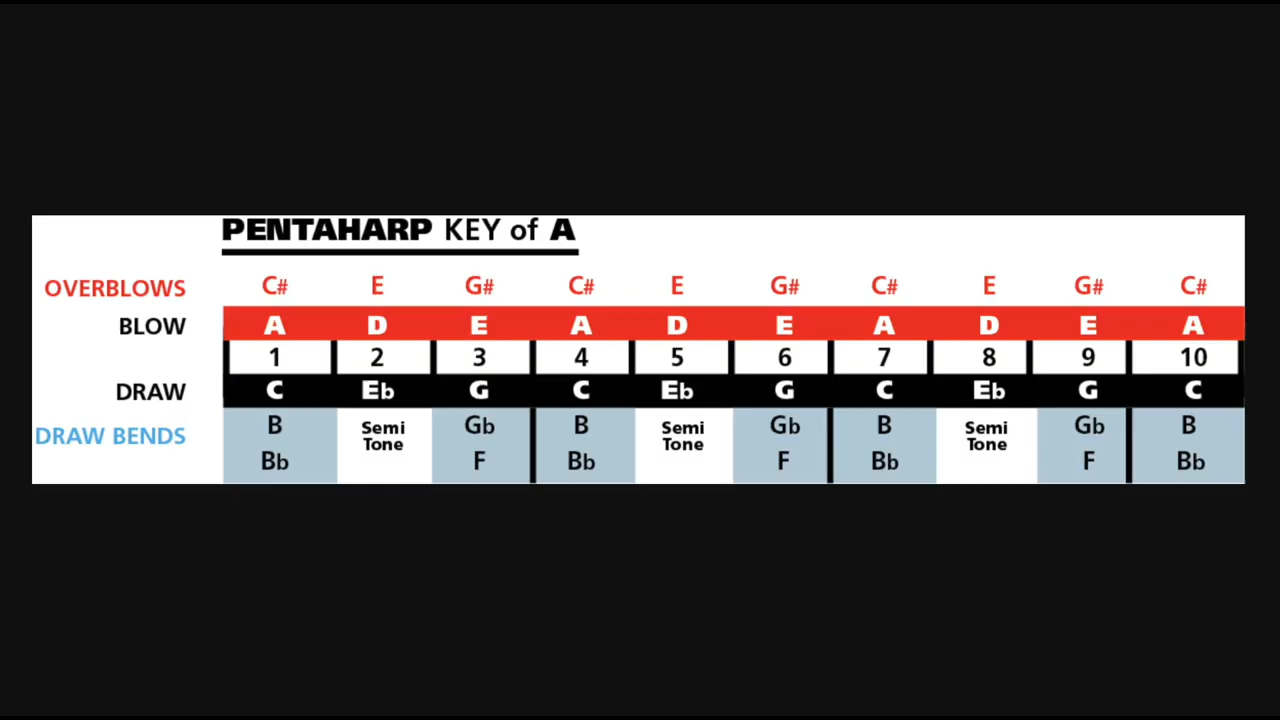 PENTAHARP KEY of A
OVERBLOWS C# E G# C# E G# C# E G# C#
BLOW A D E A D E A D E A
1 2 3 4 5 6 7 8 9 10
DRAW C Eb G C Eb G C Eb G C
DRAW BENDS B Semi Tone Gb B Semi Tone Gb B Semi Tone Gb B
Bb F Bb F Bb F Bb